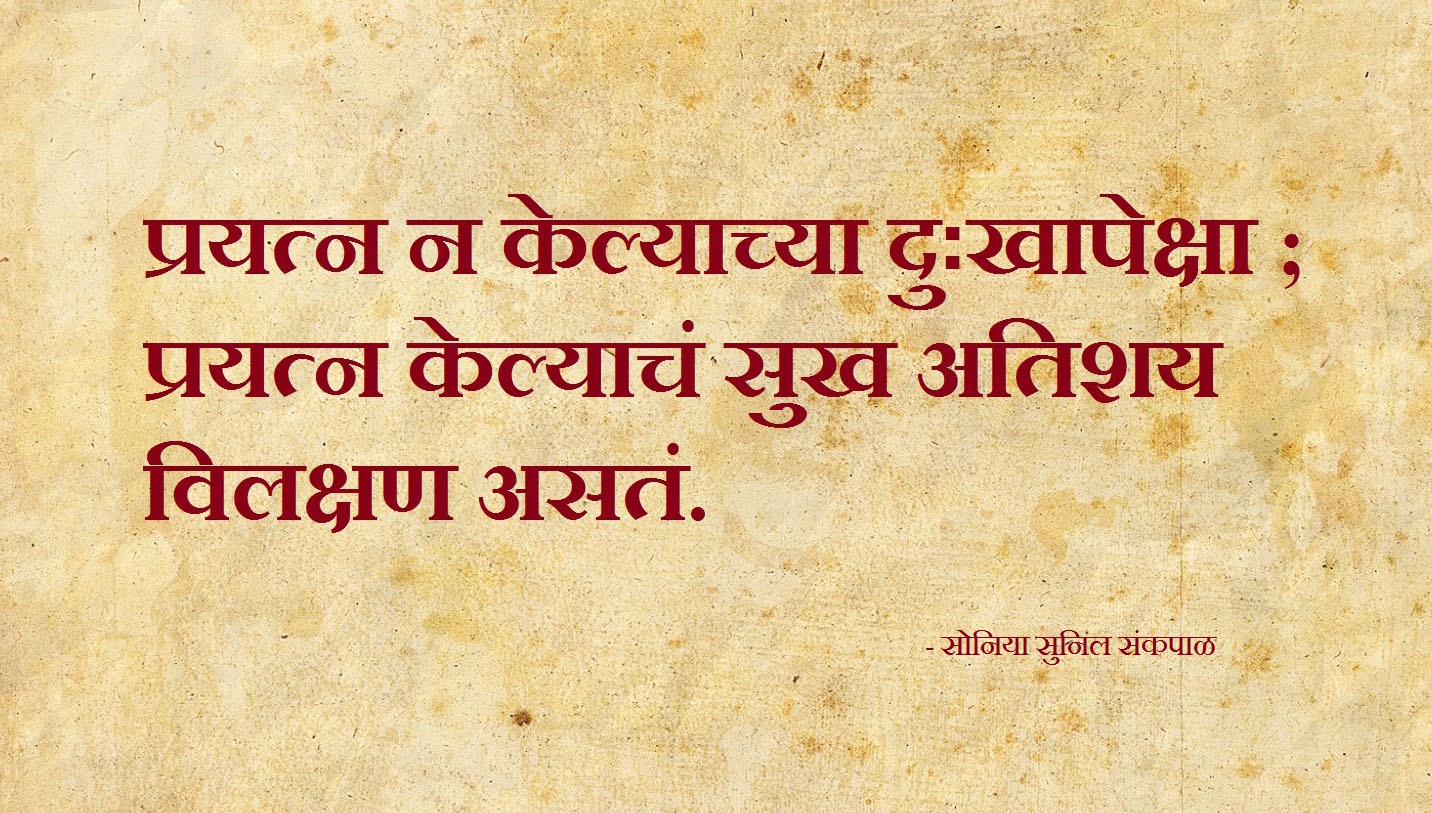 प्रयत्न न केल्याच्या दुःखापेक्षा ;
प्रयत्न केल्याचं सुख अतिशय
विलक्षण असतं.
- सोनिया सुनिल संकपाळ